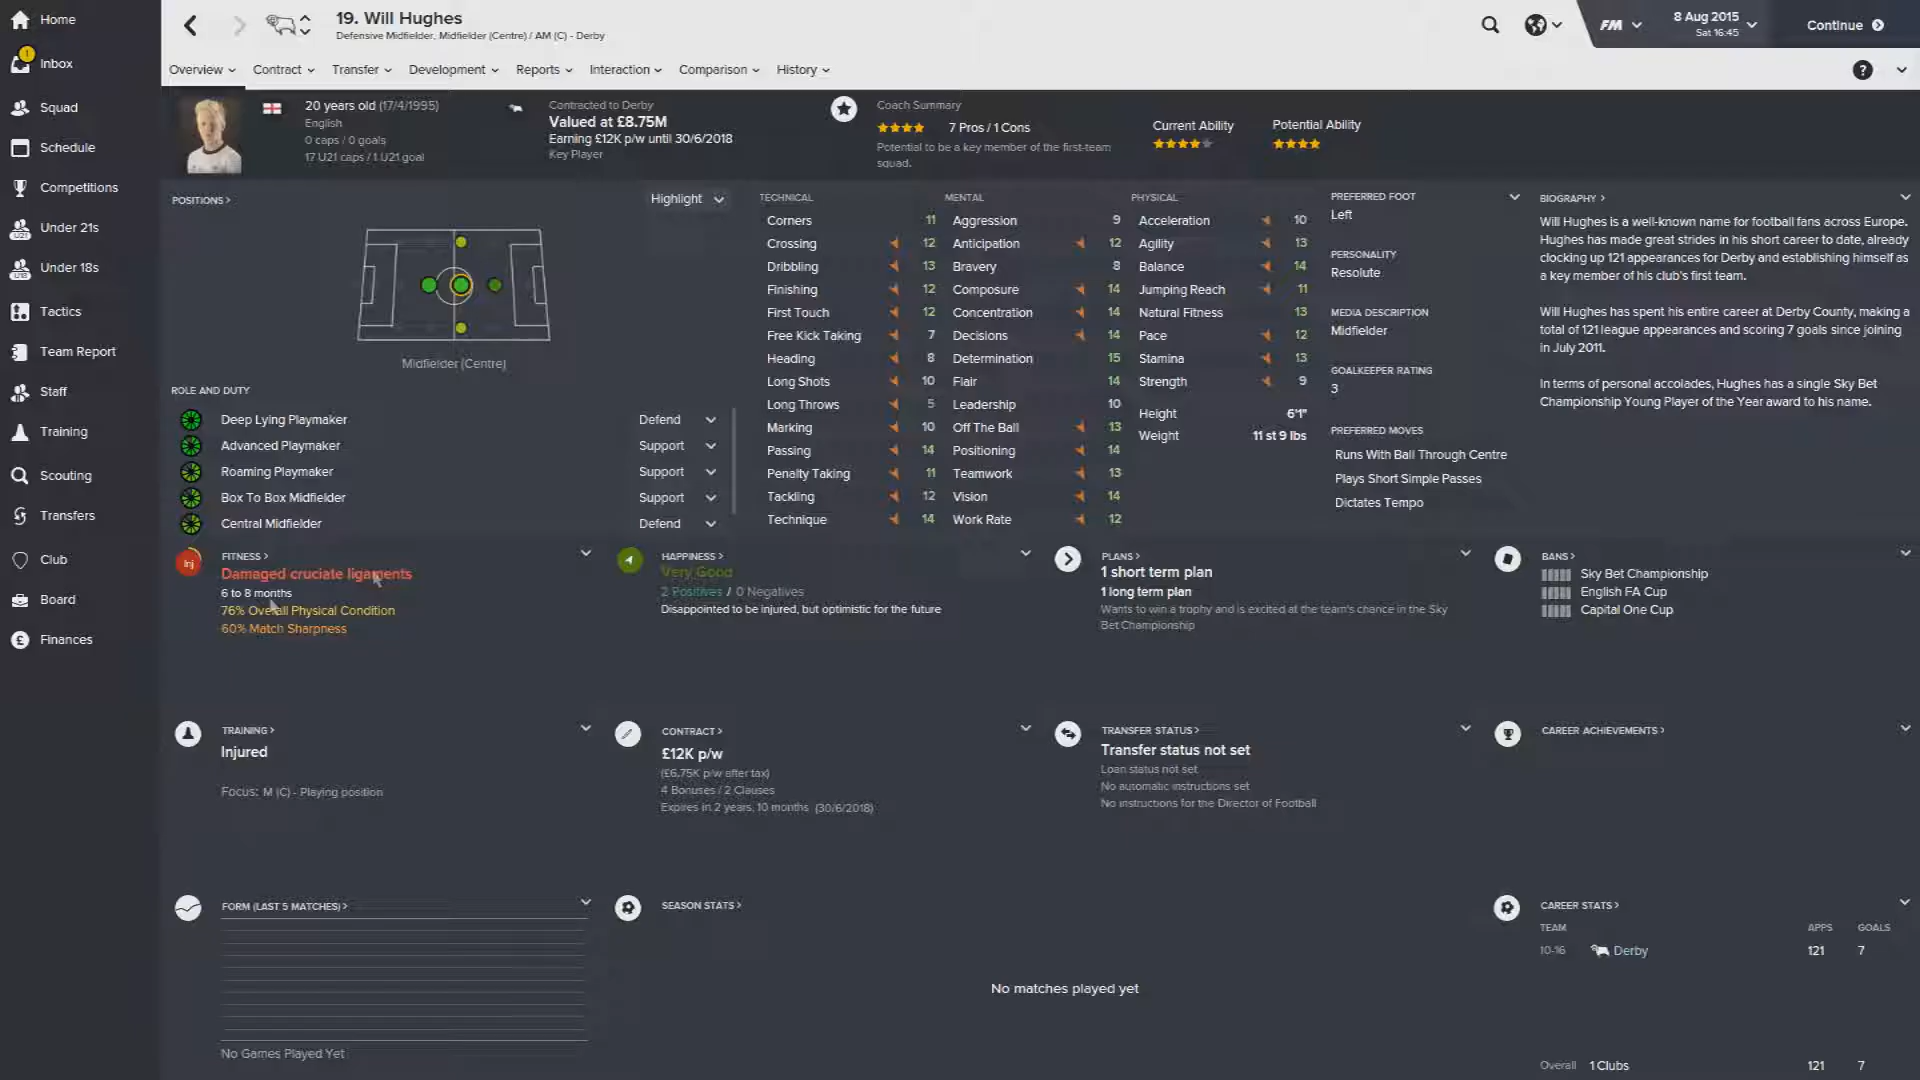 Home
Inbox
Squad
Schedule
Competitions
Under 21s
Under 18s
Tactics
Team Report
Staff
Training
Scouting
Transfers
Club
Board
Finances
19. Will Hughes
Defensive Midfielder, Midfielder (Centre) / AM (C) - Derby
FM
8 Aug 2015
Sat 16:45
Continue
Overview Contract Transfer Development Reports Interaction Comparison History
20 years old (17/4/1995)
English
0 caps / 0 goals
17 U21 caps / 1 U21 goal
Contracted to Derby
Valued at £8.75M
Earning £12K p/w until 30/6/2018
Key Player
Coach Summary
7 Pros / 1 Cons
Potential to be a key member of the first-team
squad.
Current Ability
Potential Ability
POSITIONS >
Highlight
Midfielder (Centre)
ROLE AND DUTY
Deep Lying Playmaker Defend
Advanced Playmaker Support
Roaming Playmaker Support
Box To Box Midfielder Support
Central Midfielder Defend
TECHNICAL
Corners 11
Crossing 12
Dribbling 13
Finishing 12
First Touch 12
Free Kick Taking 7
Heading 8
Long Shots 10
Long Throws 5
Marking 10
Passing 14
Penalty Taking 11
Tackling 12
Technique 14
MENTAL
Aggression 9
Anticipation 12
Bravery 8
Composure 14
Concentration 14
Decisions 14
Determination 15
Flair 14
Leadership 10
Off The Ball 13
Positioning 14
Teamwork 13
Vision 14
Work Rate 12
PHYSICAL
Acceleration 10
Agility 13
Balance 14
Jumping Reach 11
Natural Fitness 13
Pace 12
Stamina 13
Strength 9
Height 6'1"
Weight 11 st 9 lbs
PREFERRED FOOT
Left
PERSONALITY
Resolute
MEDIA DESCRIPTION
Midfielder
GOALKEEPER RATING
3
PREFERRED MOVES
Runs With Ball Through Centre
Plays Short Simple Passes
Dictates Tempo
BIOGRAPHY >
Will Hughes is a well-known name for football fans across Europe.
Hughes has made great strides in his short career to date, already
clocking up 121 appearances for Derby and establishing himself as
a key member of his club's first team.
Will Hughes has spent his entire career at Derby County, making a
total of 121 league appearances and scoring 7 goals since joining
in July 2011.
In terms of personal accolades, Hughes has a single Sky Bet
Championship Young Player of the Year award to his name.
Inj
FITNESS >
Damaged cruciate ligaments
6 to 8 months
76% Overall Physical Condition
60% Match Sharpness
HAPPINESS >
Very Good
2 Positives / 0 Negatives
Disappointed to be injured, but optimistic for the future
PLANS >
1 short term plan
1 long term plan
Wants to win a trophy and is excited at the team's chance in the Sky
Bet Championship
BANS >
Sky Bet Championship
English FA Cup
Capital One Cup
TRAINING >
Injured
Focus: M (C) - Playing position
CONTRACT >
£12K p/w
(£6.75K p/w after tax)
4 Bonuses / 2 Clauses
Expires in 2 years, 10 months (30/6/2018)
TRANSFER STATUS >
Transfer status not set
Loan status not set
No automatic instructions set
No instructions for the Director of Football
CAREER ACHIEVEMENTS >
FORM (LAST 5 MATCHES) >
No Games Played Yet
SEASON STATS >
No matches played yet
CAREER STATS >
TEAM APPS GOALS
10-16 Derby 121 7
Overall 1 Clubs 121 7